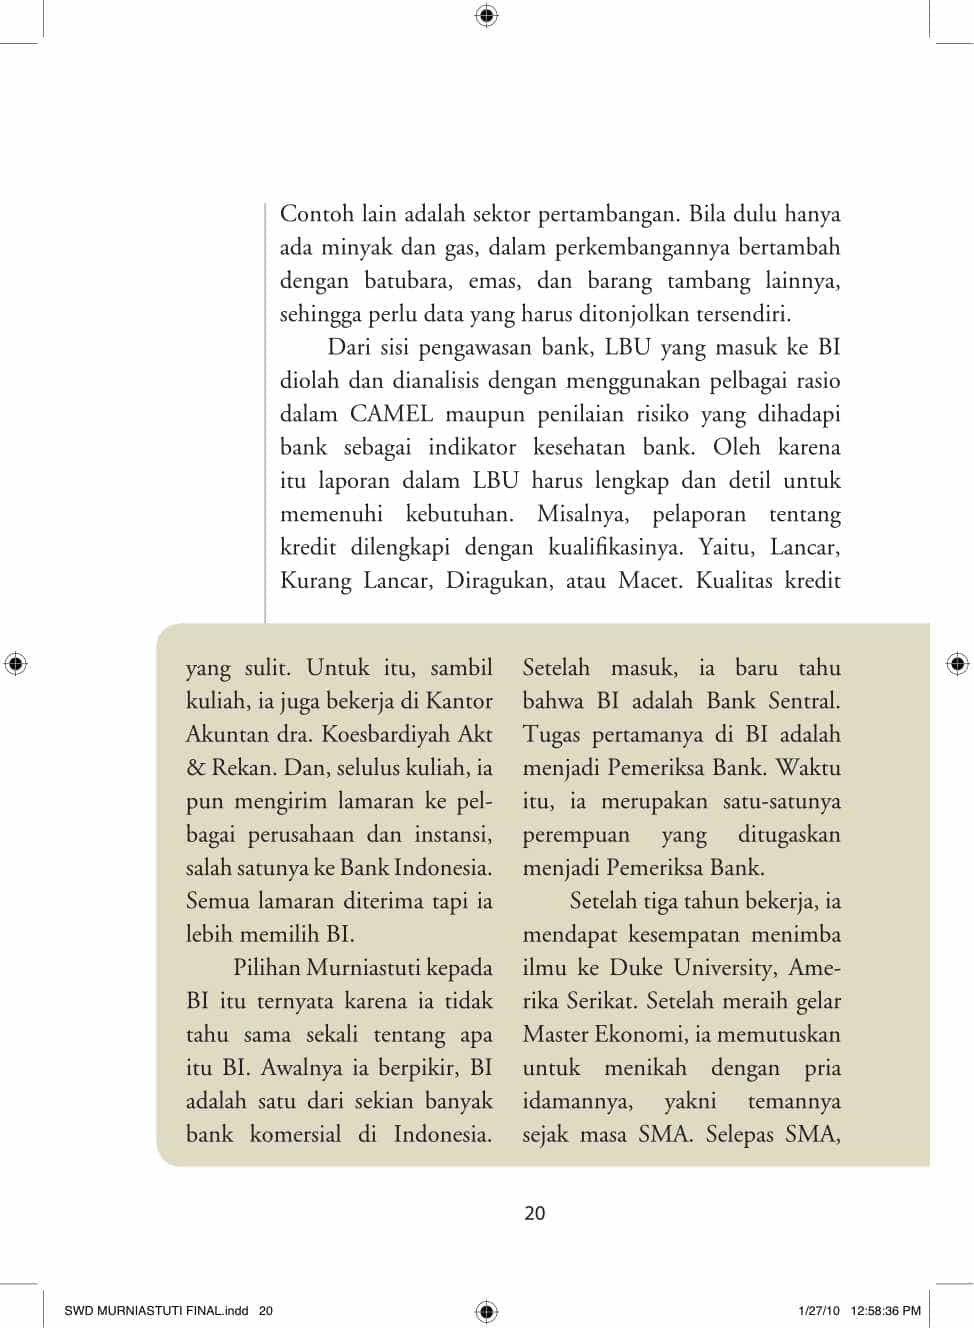 Contoh lain adalah sektor pertambangan. Bila dulu hanya
ada minyak dan gas, dalam perkembangannya bertambah
dengan batubara, emas, dan barang tambang lainnya,
sehingga perlu data yang harus ditonjolkan tersendiri.
Dari sisi pengawasan bank, LBU yang masuk ke BI
diolah dan dianalisis dengan menggunakan pelbagai rasio
dalam CAMEL maupun penilaian risiko yang dihadapi
bank sebagai indikator kesehatan bank. Oleh karena
itu laporan dalam LBU harus lengkap dan detil untuk
memenuhi kebutuhan. Misalnya, pelaporan tentang
kredit dilengkapi dengan kualifikasinya. Yaitu, Lancar,
Kurang Lancar, Diragukan, atau Macet. Kualitas kredit
yang sulit. Untuk itu, sambil
kuliah, ia juga bekerja di Kantor
Akuntan dra. Koesbardiyah Akt
& Rekan. Dan, selulus kuliah, ia
pun mengirim lamaran ke pel-
bagai perusahaan dan instansi,
salah satunya ke Bank Indonesia.
Semua lamaran diterima tapi ia
lebih memilih BI.
Pilihan Murniastuti kepada
BI itu ternyata karena ia tidak
tahu sama sekali tentang apa
itu BI. Awalnya ia berpikir, BI
adalah satu dari sekian banyak
bank komersial di Indonesia.
Setelah masuk, ia baru tahu
bahwa BI adalah Bank Sentral.
Tugas pertamanya di BI adalah
menjadi Pemeriksa Bank. Waktu
itu, ia merupakan satu-satunya
perempuan yang ditugaskan
menjadi Pemeriksa Bank.
Setelah tiga tahun bekerja, ia
mendapat kesempatan menimba
ilmu ke Duke University, Ame-
rika Serikat. Setelah meraih gelar
Master Ekonomi, ia memutuskan
untuk menikah dengan pria
idamannya, yakni temannya
sejak masa SMA. Selepas SMA,
20
SWD MURNIASTUTI FINAL.indd 20
1/27/10 12:58:36 PM